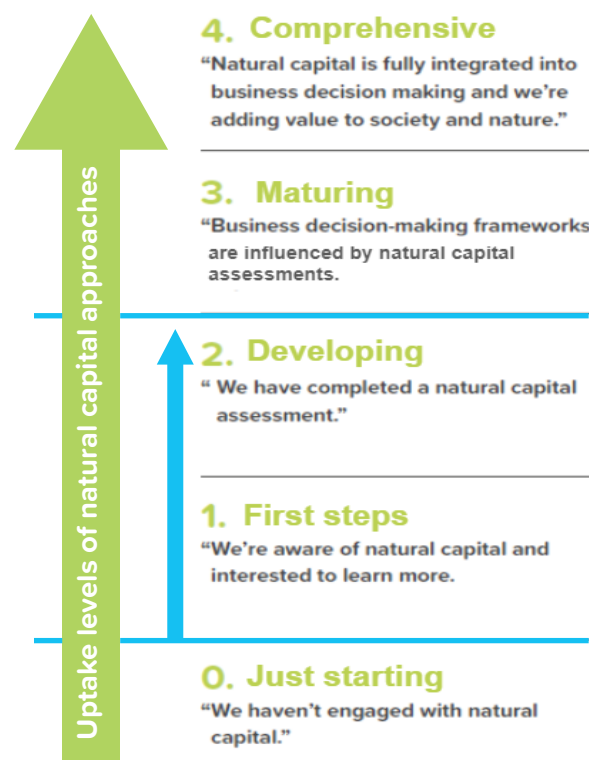 4. Comprehensive
“Natural capital is fully integrated into
business decision making and we’re
adding value to society and nature.”
3. Maturing
“Business decision-making frameworks
are influenced by natural capital
assessments.
2. Developing
“ We have completed a natural capital
assessment.”
1. First steps
“We’re aware of natural capital and
interested to learn more.
0. Just starting
“We haven’t engaged with natural
capital.”
Uptake levels of natural capital approaches